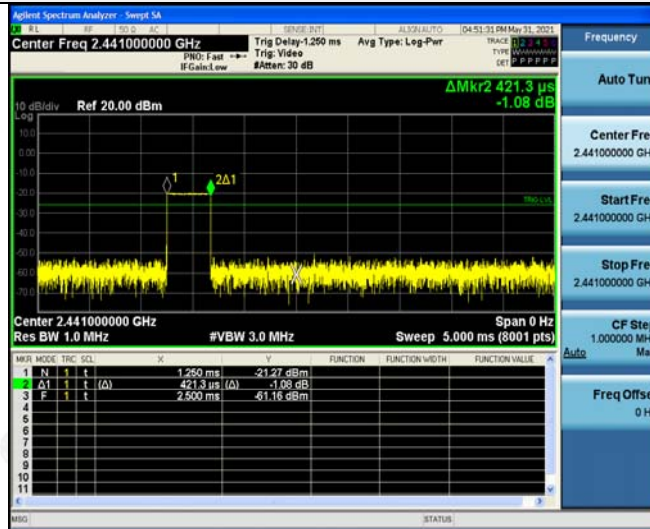 Agilent Spectrum Analyzer - Swept SA
RL RF 50 Ω AC SENSE:INT ALIGN AUTO 04:51:31 PM May 31, 2021
Center Freq 2.441000000 GHz
PNO: Fast
IFGain:Low
Trig Delay-1.250 ms
Trig: Video
#Atten: 30 dB
Avg Type: Log-Pwr
TRACE 1 2 3 4 5 6
TYPE
DET P P P P P P
ΔMkr2 421.3 µs
-1.08 dB
10 dB/div Ref 20.00 dBm
Log
10.0
0.00
-10.0
-20.0
-30.0
-40.0
-50.0
-60.0
-70.0
1
2Δ1
TRIG LVL
X
Center 2.441000000 GHz Span 0 Hz
Res BW 1.0 MHz #VBW 3.0 MHz Sweep 5.000 ms (8001 pts)
MKR MODE TRC SCL X Y FUNCTION FUNCTION WIDTH FUNCTION VALUE
1 N 1 t 1.250 ms -21.27 dBm
2 Δ1 1 t (Δ) 421.3 µs (Δ) -1.08 dB
3 F 1 t 2.500 ms -61.16 dBm
4
5
6
7
8
9
10
11
MSG STATUS
Frequency
Auto Tun
Center Fre
2.441000000 GH
Start Fre
2.441000000 GH
Stop Fre
2.441000000 GH
CF Ste
1.000000 MH
Auto Ma
Freq Offse
0 H